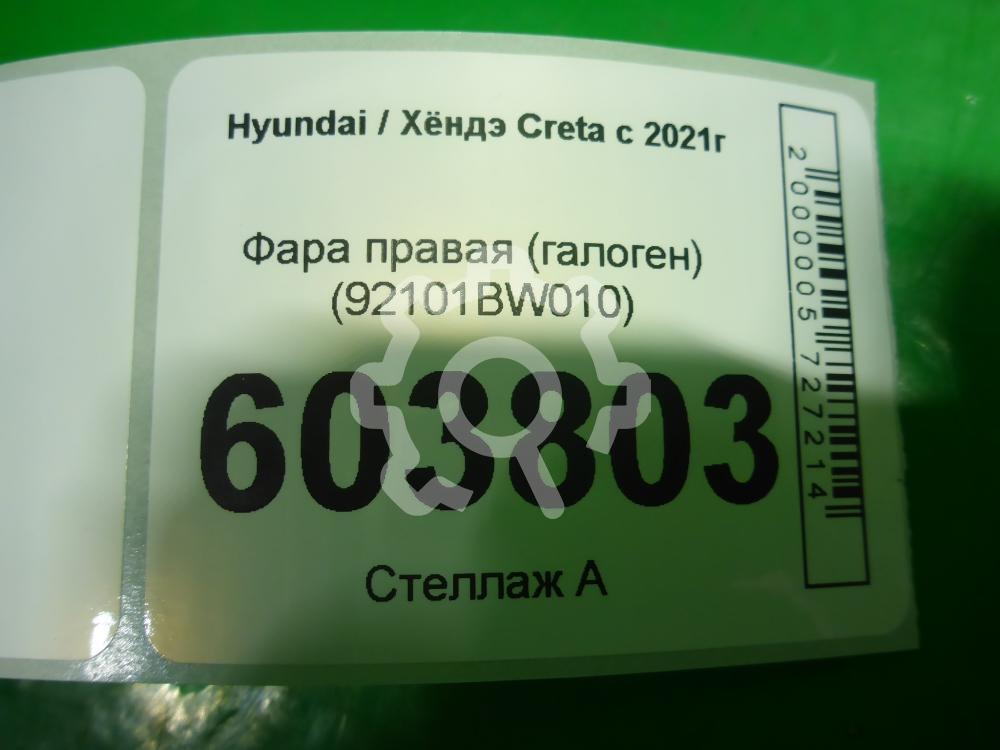 Hyundai / Хёндэ Creta с 2021г
Фара правая (галоген)
(92101BW010)
603803
Стеллаж А
2000005727214